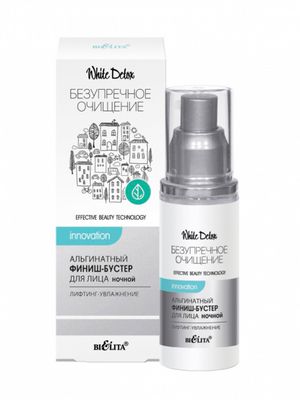 White Detox
БЕЗУПРЕЧНОЕ
ОЧИЩЕНИЕ
EFFECTIVE BEAUTY TECHNOLOGY
innovation
АЛЬГИНАТНЫЙ
ФИНИШ-БУСТЕР
ДЛЯ ЛИЦА НОЧНОЙ
ЛИФТИНГ-УВЛАЖНЕНИЕ
BIELITA®
White Detox
БЕЗУПРЕЧНОЕ
ОЧИЩЕНИЕ
EFFECTIVE BEAUTY TECHNOLOGY
innovation
АЛЬГИНАТНЫЙ
ФИНИШ-БУСТЕР
ДЛЯ ЛИЦА НОЧНОЙ
ЛИФТИНГ-УВЛАЖНЕНИЕ
BIELITA®